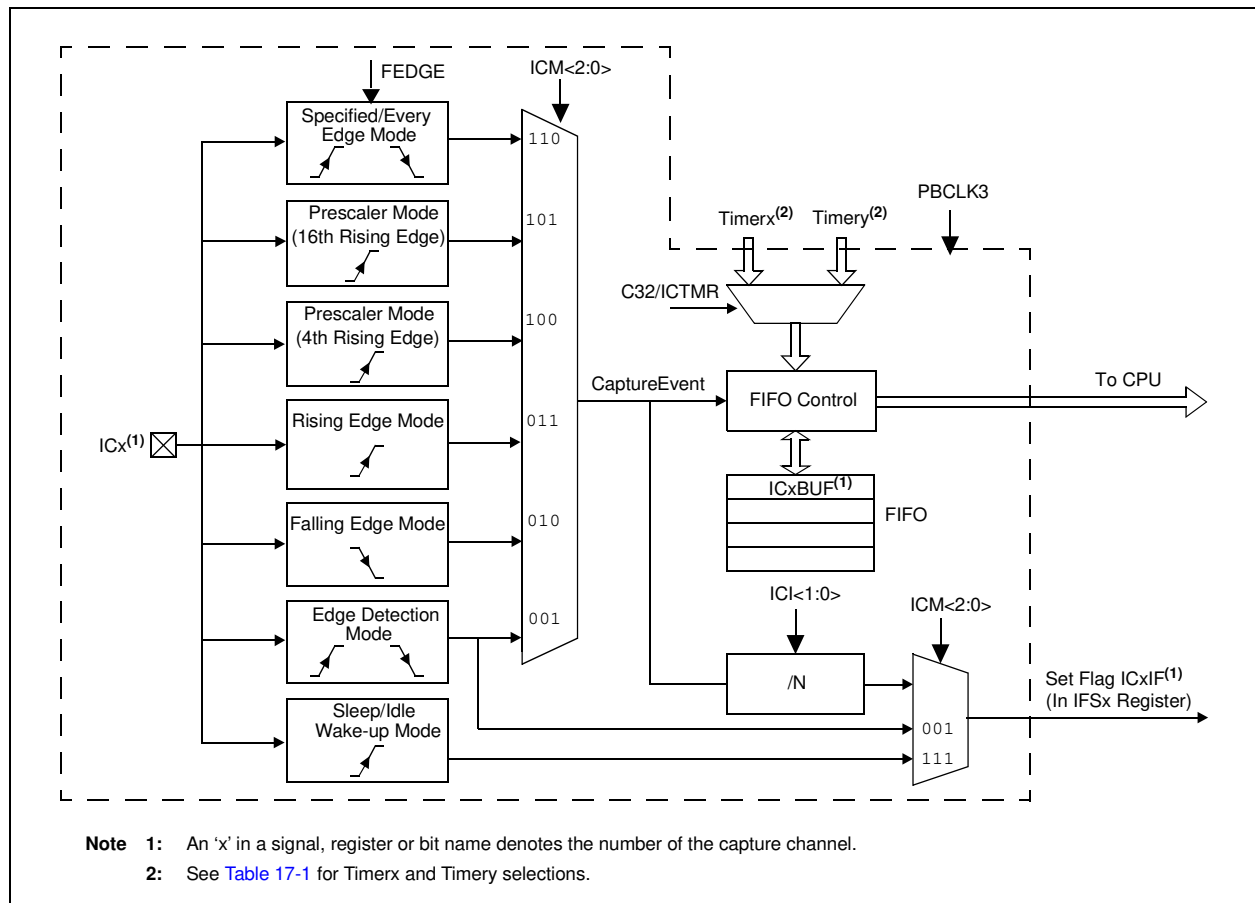 FEDGE
ICM<2:0>
Specified/Every
Edge Mode
110
PBCLK3
Prescaler Mode
(16th Rising Edge)
101
Timerx(2)
Timery(2)
C32/ICTMR
Prescaler Mode
(4th Rising Edge)
100
CaptureEvent
FIFO Control
To CPU
ICx(1)
Rising Edge Mode
011
ICxBUF(1)
FIFO
Falling Edge Mode
010
ICI<1:0>
ICM<2:0>
Edge Detection
Mode
001
/N
Set Flag ICxIF(1)
(In IFSx Register)
Sleep/Idle
Wake-up Mode
001
111
Note 1: An ‘x’ in a signal, register or bit name denotes the number of the capture channel.
2: See Table 17-1 for Timerx and Timery selections.